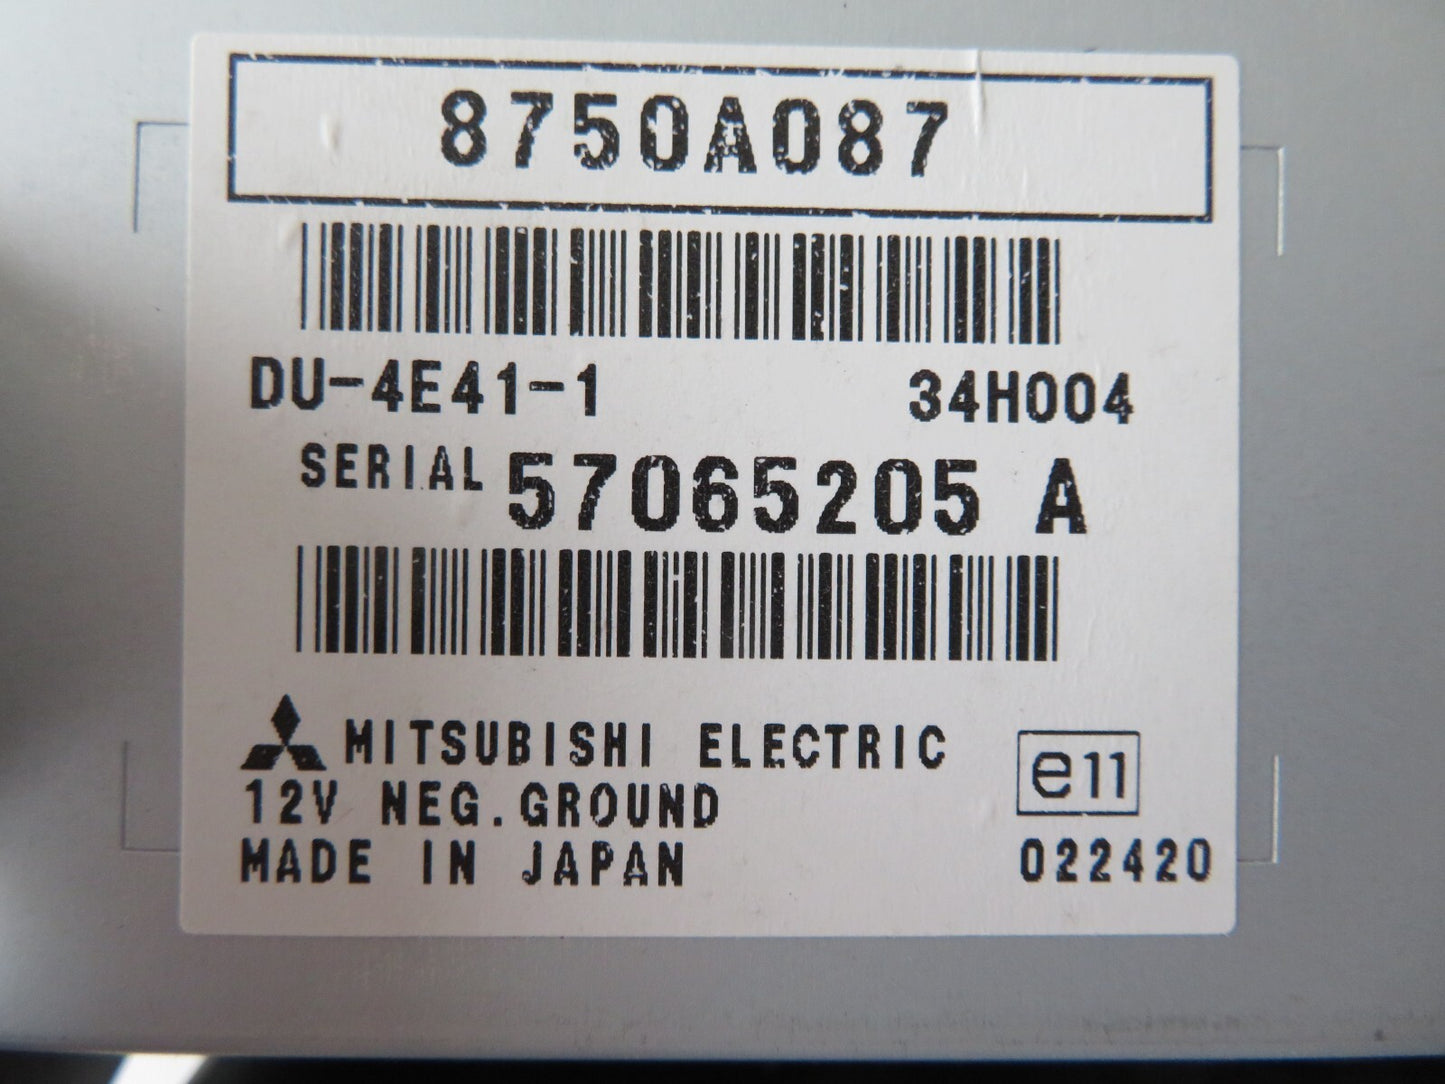 8750A087
DU-4E41-1 34H004
SERIAL 57065205 A
MITSUBISHI ELECTRIC e11
12V NEG.GROUND
MADE IN JAPAN 022420